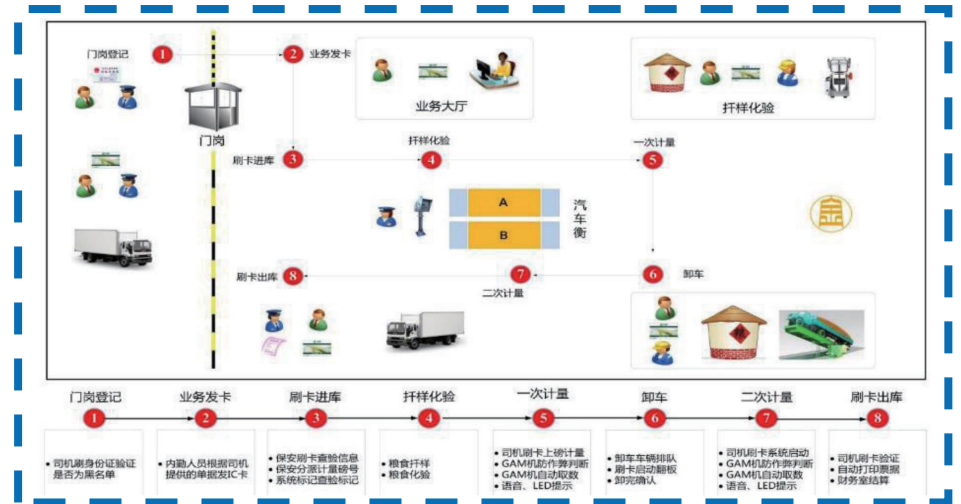 门岗登记
1
2
业务发卡
业务大厅
扦样化验
门岗
刷卡进库
3
扦样化验
4
一次计量
5
A
B
汽车衡
刷卡出库
8
7
二次计量
6
卸车
门岗登记
业务发卡
刷卡进库
扦样化验
一次计量
卸车
二次计量
刷卡出库
1
2
3
4
5
6
7
8
• 司机刷身份证验证
是否为黑名单
• 内勤人员根据司机
提供的单据发IC卡
• 保安刷卡查验信息
• 保安分派计量磅号
• 系统标记查验标记
• 粮食扦样
• 粮食化验
• 司机刷卡上磅计量
• GAM机防作弊判断
• GAM机自动取数
• 语音、LED提示
• 卸车车辆排队
• 刷卡启动翻板
• 卸完确认
• 司机刷卡系统启动
• GAM机防作弊判断
• GAM机自动取数
• 语音、LED提示
• 司机刷卡验证
• 自动打印票据
• 财务室结算